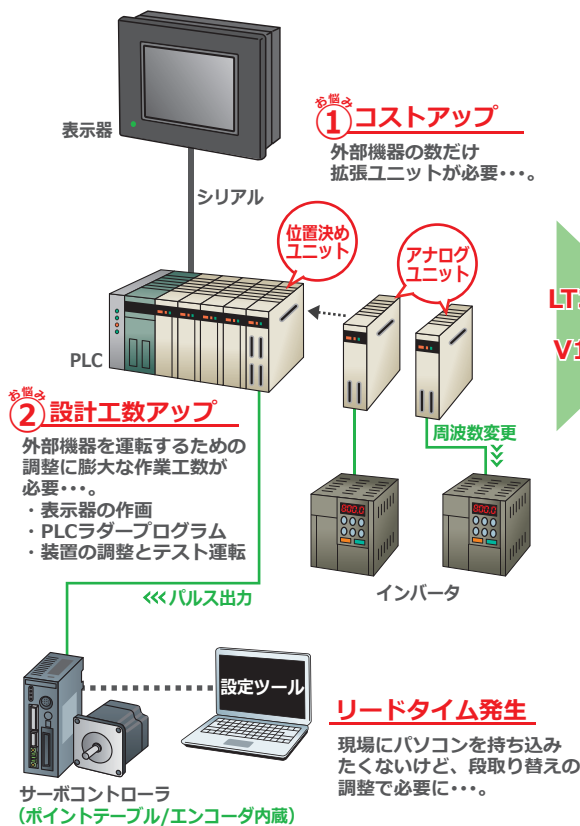 表示器
お悩み
1 コストアップ
外部機器の数だけ
拡張ユニットが必要・・・。
シリアル
位置決め
ユニット
アナログ
ユニット
PLC
お悩み
2 設計工数アップ
外部機器を運転するための
調整に膨大な作業工数が
必要・・・。
・表示器の作画
・PLCラダープログラム
・装置の調整とテスト運転
周波数変更
800.0
800.0
インバータ
パルス出力
設定ツール
サーボコントローラ
（ポイントテーブル/エンコーダ内蔵）
リードタイム発生
現場にパソコンを持ち込み
たくないけど、段取り替えの
調整で必要に・・・。